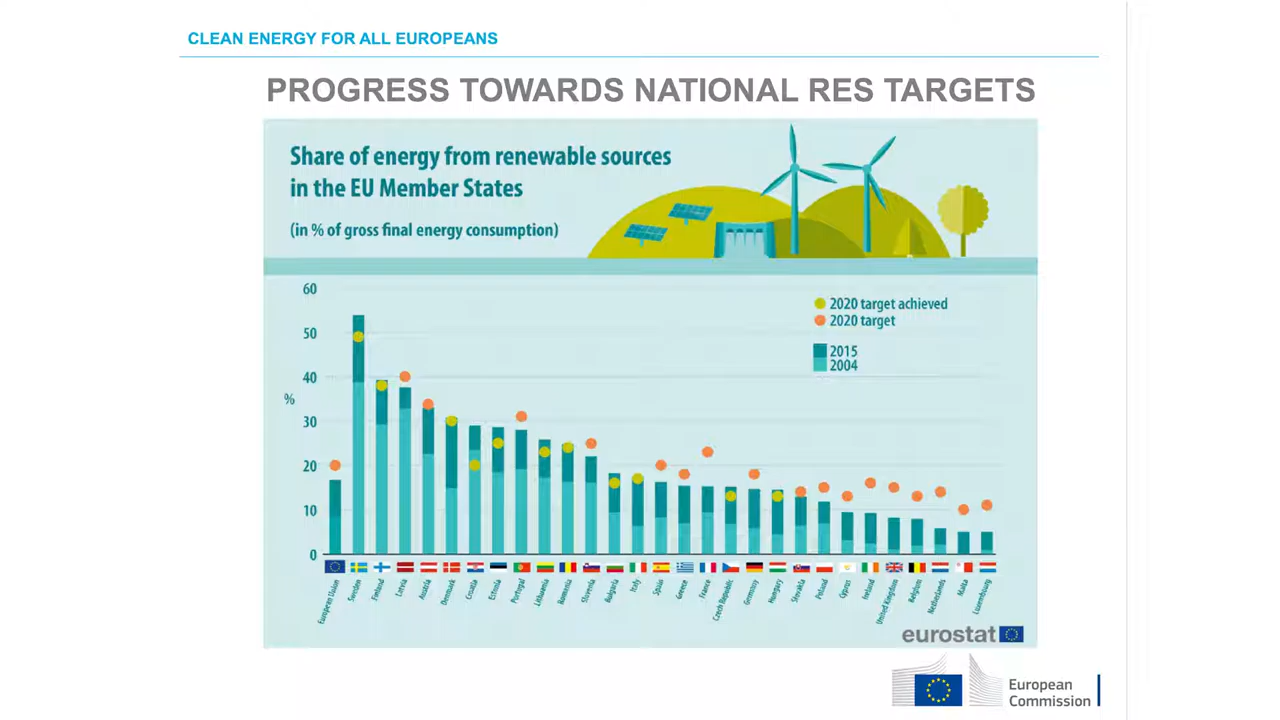 CLEAN ENERGY FOR ALL EUROPEANS
PROGRESS TOWARDS NATIONAL RES TARGETS
Share of energy from renewable sources
in the EU Member States
(in % of gross final energy consumption)
60
50
40
30
20
10
0
%
2020 target achieved
2020 target
2015
2004
European Union
Sweden
Finland
Latvia
Austria
Denmark
Croatia
Estonia
Portugal
Lithuania
Romania
Slovenia
Bulgaria
Italy
Spain
Greece
France
Czech Republic
Germany
Hungary
Slovakia
Poland
Cyprus
Ireland
United Kingdom
Belgium
Netherlands
Malta
Luxembourg
eurostat
European
Commission